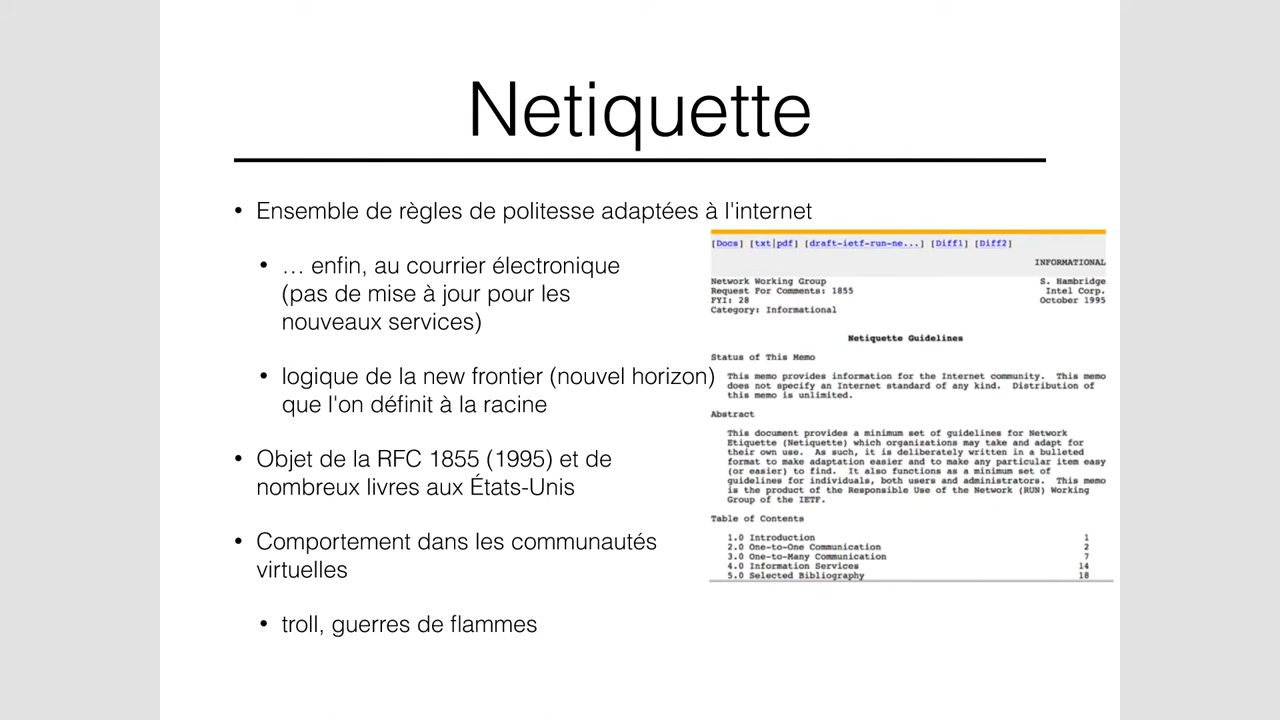 Netiquette
• Ensemble de règles de politesse adaptées à l'internet
• … enfin, au courrier électronique
(pas de mise à jour pour les
nouveaux services)
• logique de la new frontier (nouvel horizon)
que l'on définit à la racine
• Objet de la RFC 1855 (1995) et de
nombreux livres aux États-Unis
• Comportement dans les communautés
virtuelles
• troll, guerres de flammes
[Docs] [txt|pdf] [draft-ietf-run-ne...] [Diff1] [Diff2]
INFORMATIONAL
Network Working Group S. Hambridge
Request For Comments: 1855 Intel Corp.
FYI: 28 October 1995
Category: Informational
Netiquette Guidelines
Status of This Memo
This memo provides information for the Internet community. This memo
does not specify an Internet standard of any kind. Distribution of
this memo is unlimited.
Abstract
This document provides a minimum set of guidelines for Network
Etiquette (Netiquette) which organizations may take and adapt for
their own use. As such, it is deliberately written in a bulleted
format to make adaptation easier and to make any particular item easy
(or easier) to find. It also functions as a minimum set of
guidelines for individuals, both users and administrators. This memo
is the product of the Responsible Use of the Network (RUN) Working
Group of the IETF.
Table of Contents
1.0 Introduction 1
2.0 One-to-One Communication 2
3.0 One-to-Many Communication 7
4.0 Information Services 14
5.0 Selected Bibliography 18